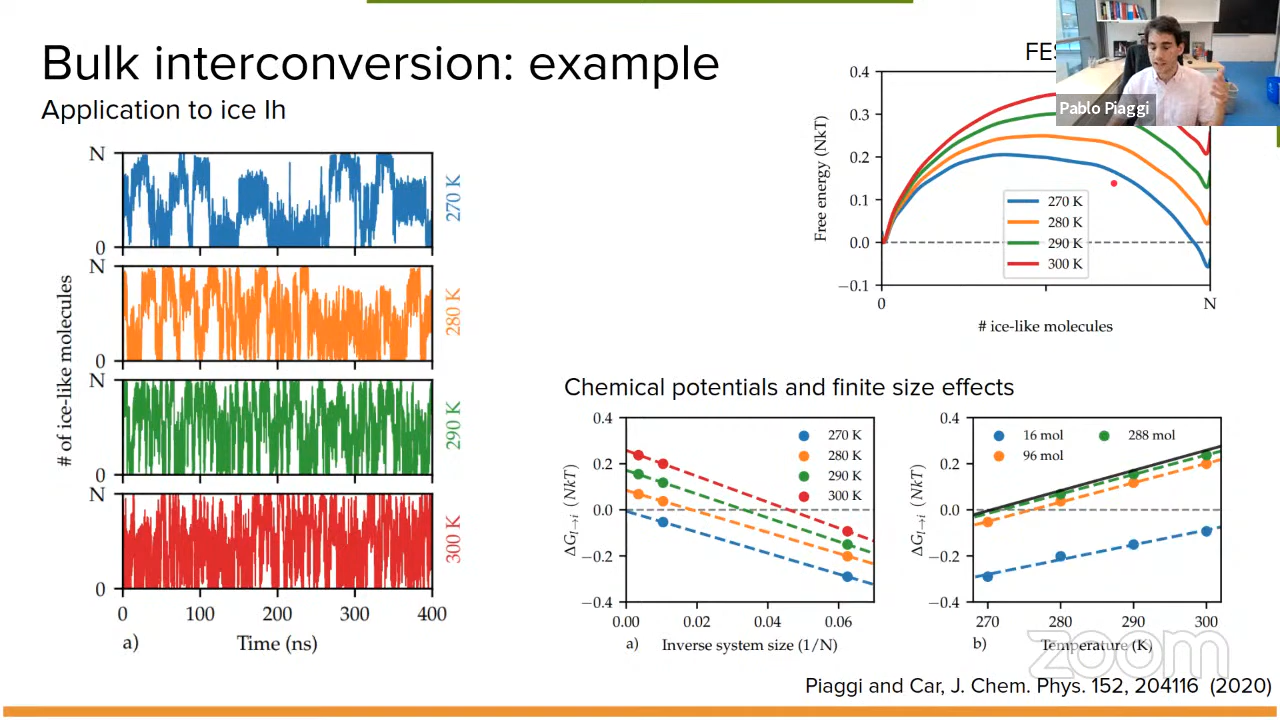 Bulk interconversion: example
Application to ice Ih
FES
Pablo Piaggi
N
0
270 K
N
0
280 K
N
0
290 K
N
0
300 K
# of ice-like molecules
0 100 200 300 400
a) Time (ns)
0.4
0.3
0.2
0.1
0.0
−0.1
Free energy (NkT)
270 K
280 K
290 K
300 K
0 N
# ice-like molecules
Chemical potentials and finite size effects
0.4
0.2
0.0
−0.2
−0.4
ΔG_{l→i} (NkT)
270 K
280 K
290 K
300 K
0.00 0.02 0.04 0.06
a) Inverse system size (1/N)
0.4
0.2
0.0
−0.2
−0.4
ΔG_{l→i} (NkT)
16 mol 288 mol
96 mol
270 280 290 300
b) Temperature (K)
zoom
Piaggi and Car, J. Chem. Phys. 152, 204116 (2020)